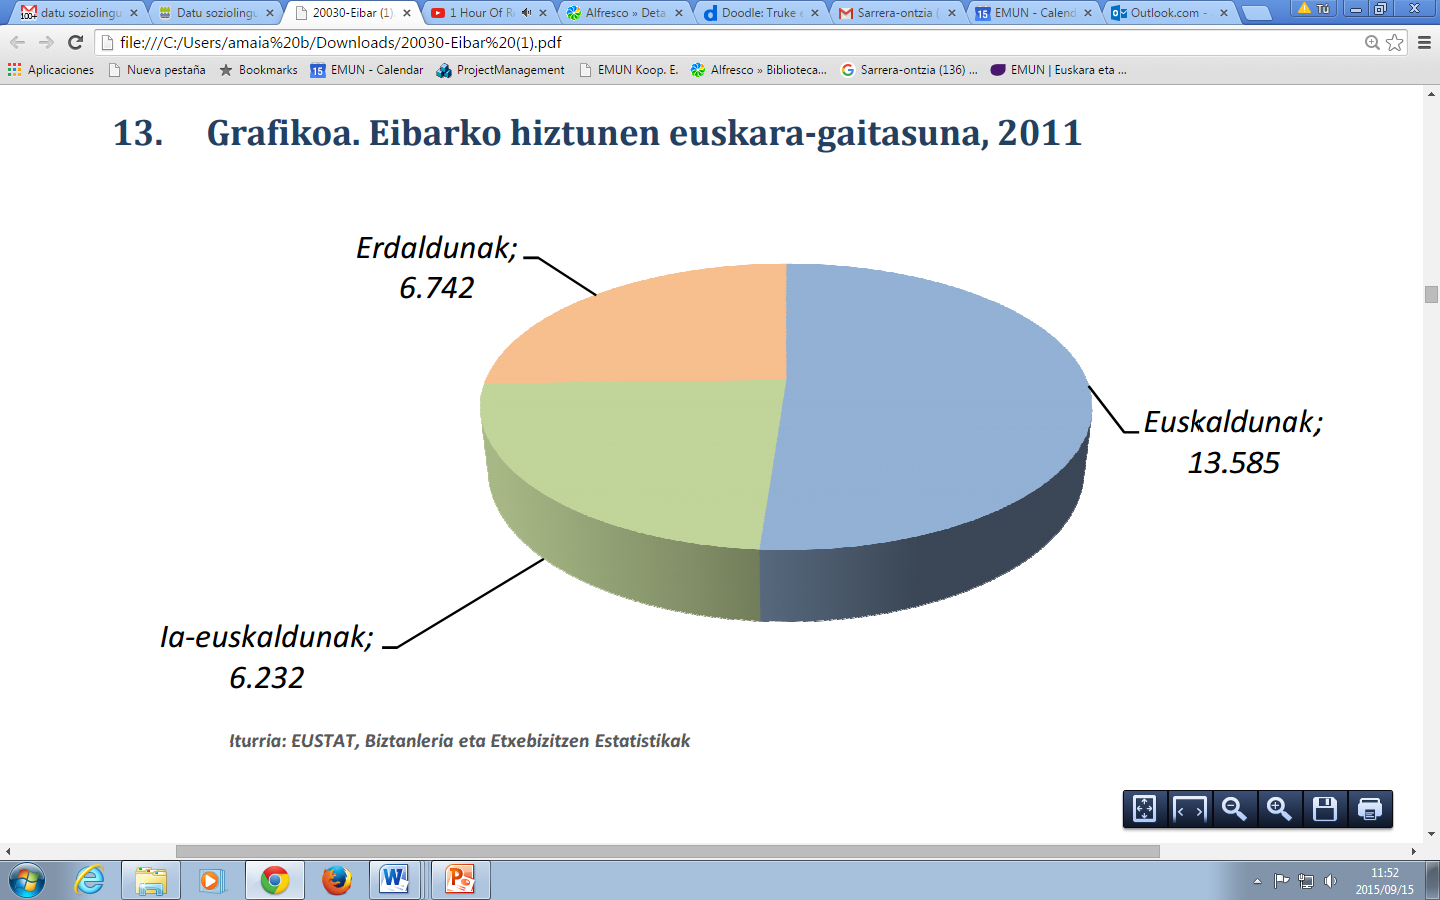 datu soziolingu
Datu soziolingu
20030-Eibar (1)
1 Hour Of R
Alfresco » Deta
Doodle: Truke e
Sarrera-ontzia (
EMUN - Calend
Outlook.com -
Tú
file:///C:/Users/amaia%20b/Downloads/20030-Eibar%20(1).pdf
Aplicaciones
Nueva pestaña
Bookmarks
15 EMUN - Calendar
ProjectManagement
EMUN Koop. E.
Alfresco » Biblioteca...
Sarrera-ontzia (136) ...
EMUN | Euskara eta ...
13. Grafikoa. Eibarko hiztunen euskara-gaitasuna, 2011
Erdaldunak;
6.742
Euskaldunak;
13.585
Ia-euskaldunak;
6.232
Iturria: EUSTAT, Biztanleria eta Etxebizitzen Estatistikak
11:52
2015/09/15